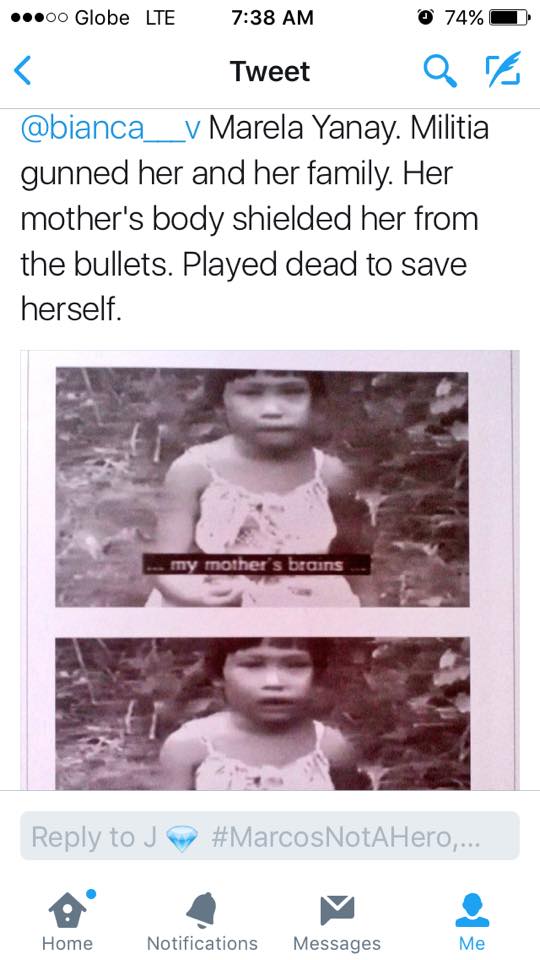 Globe LTE 7:38 AM 74%
Tweet
@bianca___v Marela Yanay. Militia
gunned her and her family. Her
mother's body shielded her from
the bullets. Played dead to save
herself.
... my mother's brains ...
Reply to J 💎 #MarcosNotAHero,...
Home Notifications Messages Me